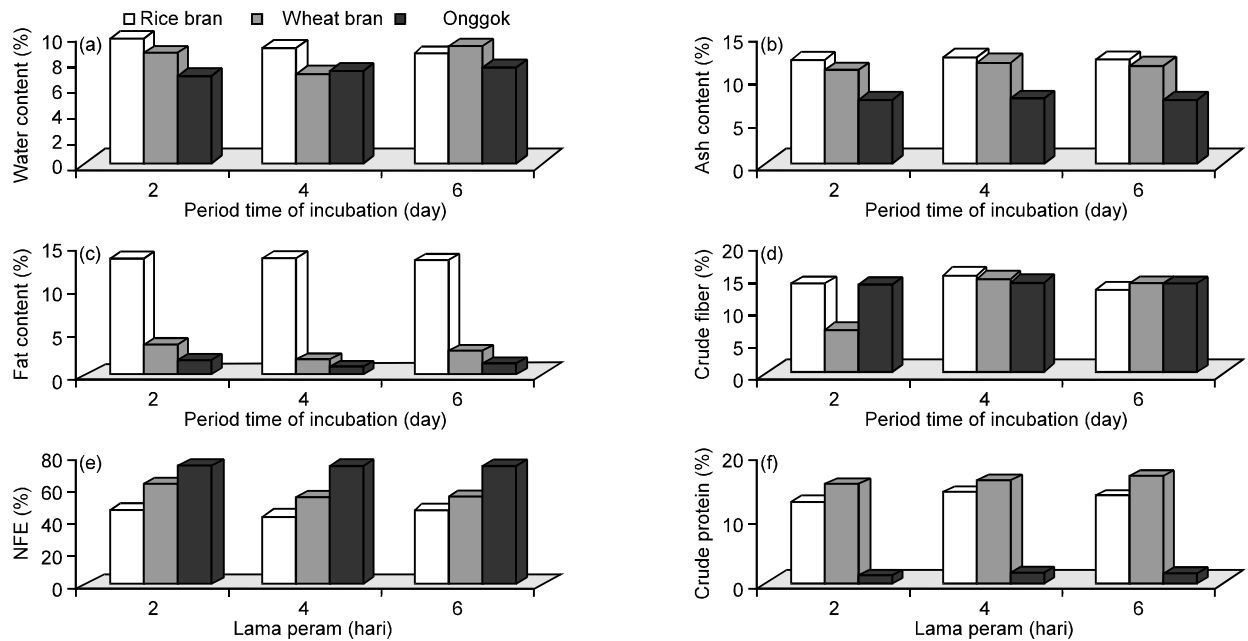 Rice bran Wheat bran Onggok
(a)
Water content (%)
10
8
6
4
2
0
2 4 6
Period time of incubation (day)
(b)
Ash content (%)
15
10
5
0
2 4 6
Period time of incubation (day)
(c)
Fat content (%)
15
10
5
0
2 4 6
Period time of incubation (day)
(d)
Crude fiber (%)
20
15
10
5
0
2 4 6
Period time of incubation (day)
(e)
NFE (%)
80
60
40
20
0
2 4 6
Lama peram (hari)
(f)
Crude protein (%)
20
10
0
2 4 6
Lama peram (hari)